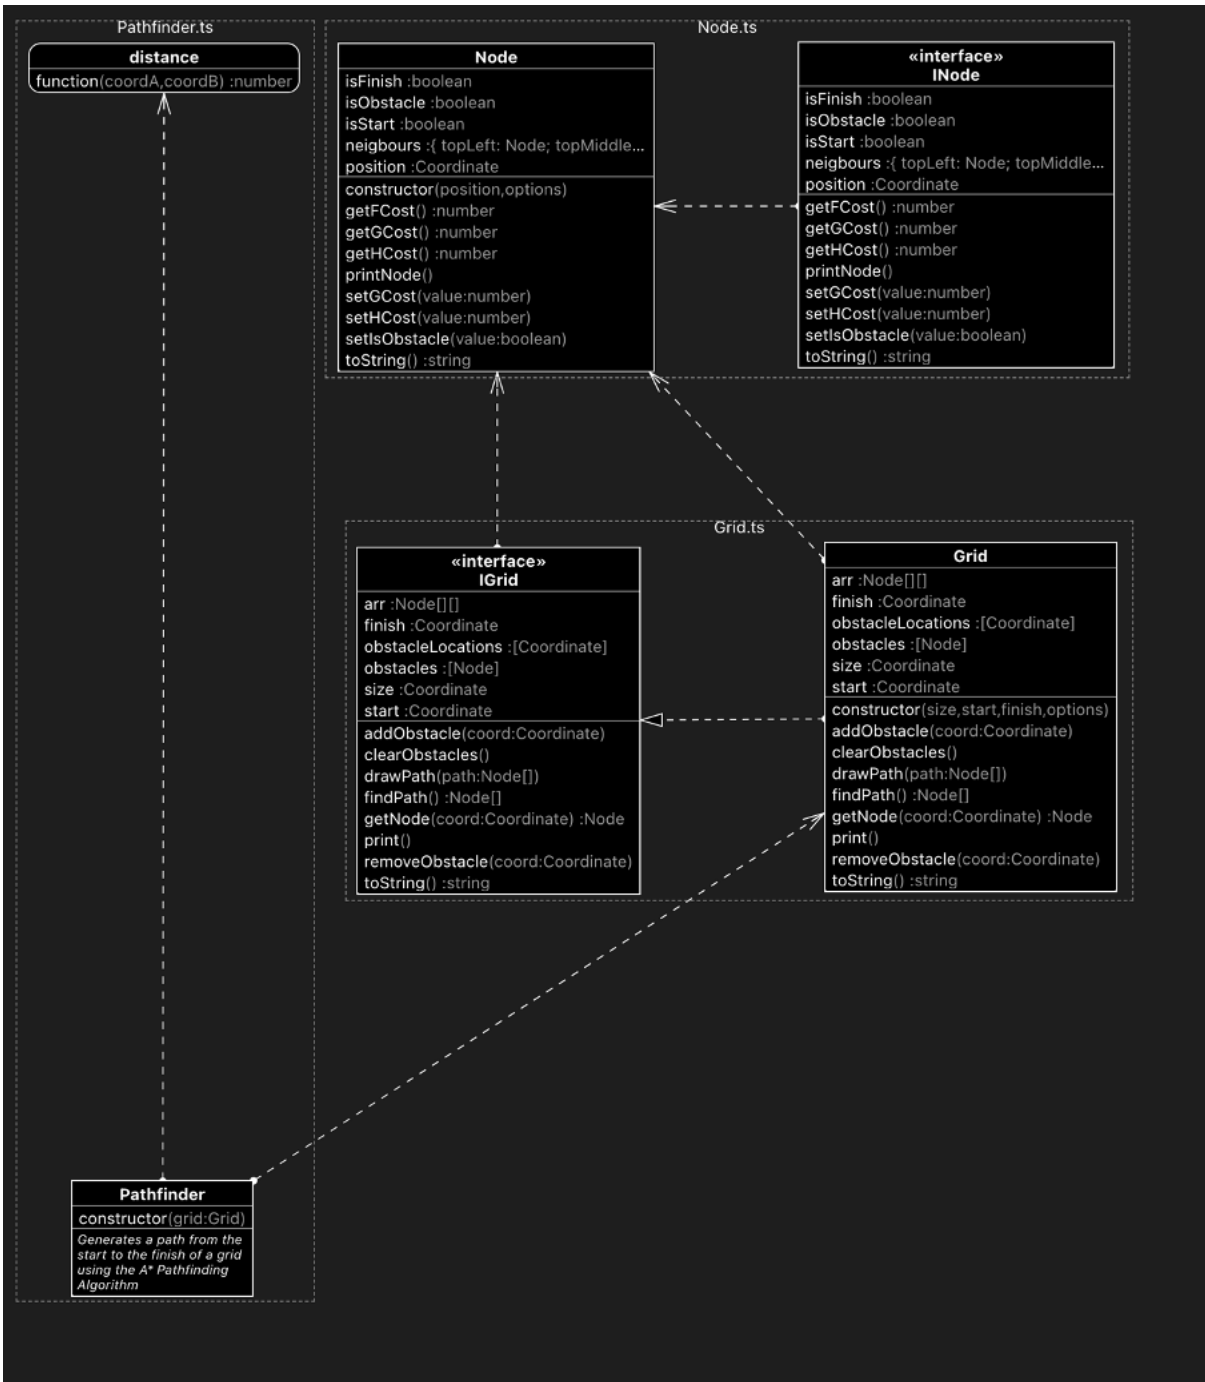 Pathfinder.ts
distance
function(coordA,coordB) :number
Node.ts
Node
isFinish :boolean
isObstacle :boolean
isStart :boolean
neigbours :{ topLeft: Node; topMiddle...
position :Coordinate
constructor(position,options)
getFCost() :number
getGCost() :number
getHCost() :number
printNode()
setGCost(value:number)
setHCost(value:number)
setIsObstacle(value:boolean)
toString() :string
«interface»
INode
isFinish :boolean
isObstacle :boolean
isStart :boolean
neigbours :{ topLeft: Node; topMiddle...
position :Coordinate
getFCost() :number
getGCost() :number
getHCost() :number
printNode()
setGCost(value:number)
setHCost(value:number)
setIsObstacle(value:boolean)
toString() :string
Grid.ts
«interface»
IGrid
arr :Node[][]
finish :Coordinate
obstacleLocations :[Coordinate]
obstacles :[Node]
size :Coordinate
start :Coordinate
addObstacle(coord:Coordinate)
clearObstacles()
drawPath(path:Node[])
findPath() :Node[]
getNode(coord:Coordinate) :Node
print()
removeObstacle(coord:Coordinate)
toString() :string
Grid
arr :Node[][]
finish :Coordinate
obstacleLocations :[Coordinate]
obstacles :[Node]
size :Coordinate
start :Coordinate
constructor(size,start,finish,options)
addObstacle(coord:Coordinate)
clearObstacles()
drawPath(path:Node[])
findPath() :Node[]
getNode(coord:Coordinate) :Node
print()
removeObstacle(coord:Coordinate)
toString() :string
Pathfinder
constructor(grid:Grid)
Generates a path from the
start to the finish of a grid
using the A* Pathfinding
Algorithm